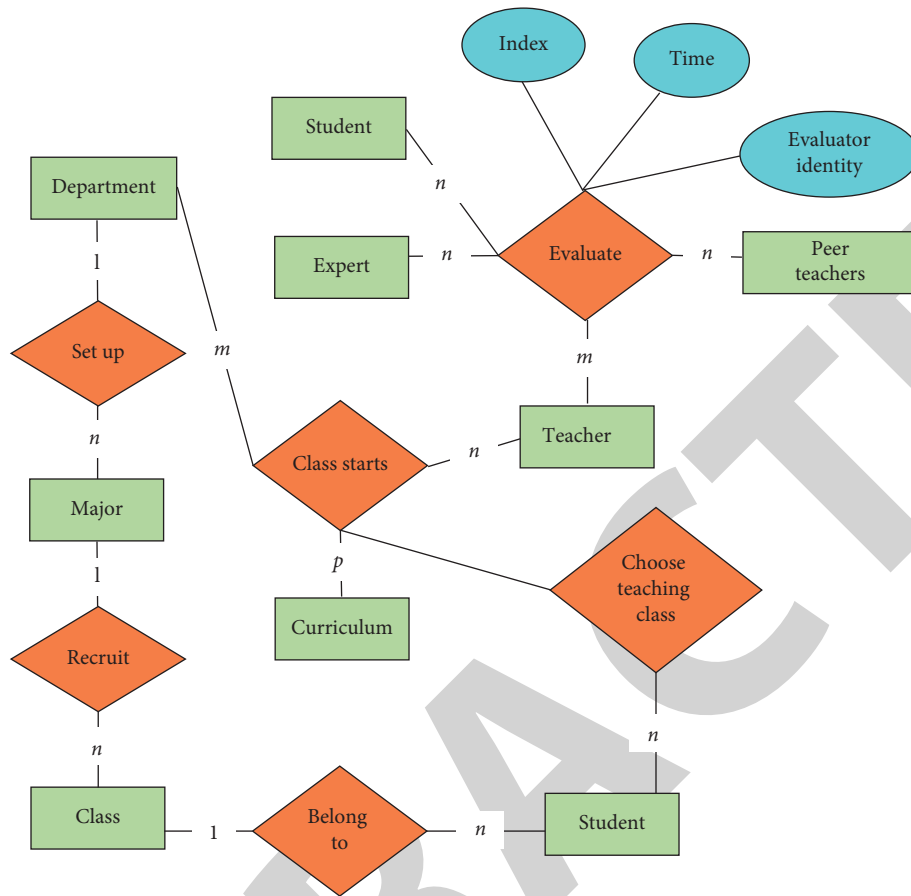 Index
Time
Student
Evaluator
identity
Department
n
1
Expert
n
Evaluate
n
Peer
teachers
Set up
m
m
n
Class starts
n
Teacher
Major
1
p
Choose
teaching
class
Curriculum
Recruit
n
n
Class
1
Belong
to
n
Student